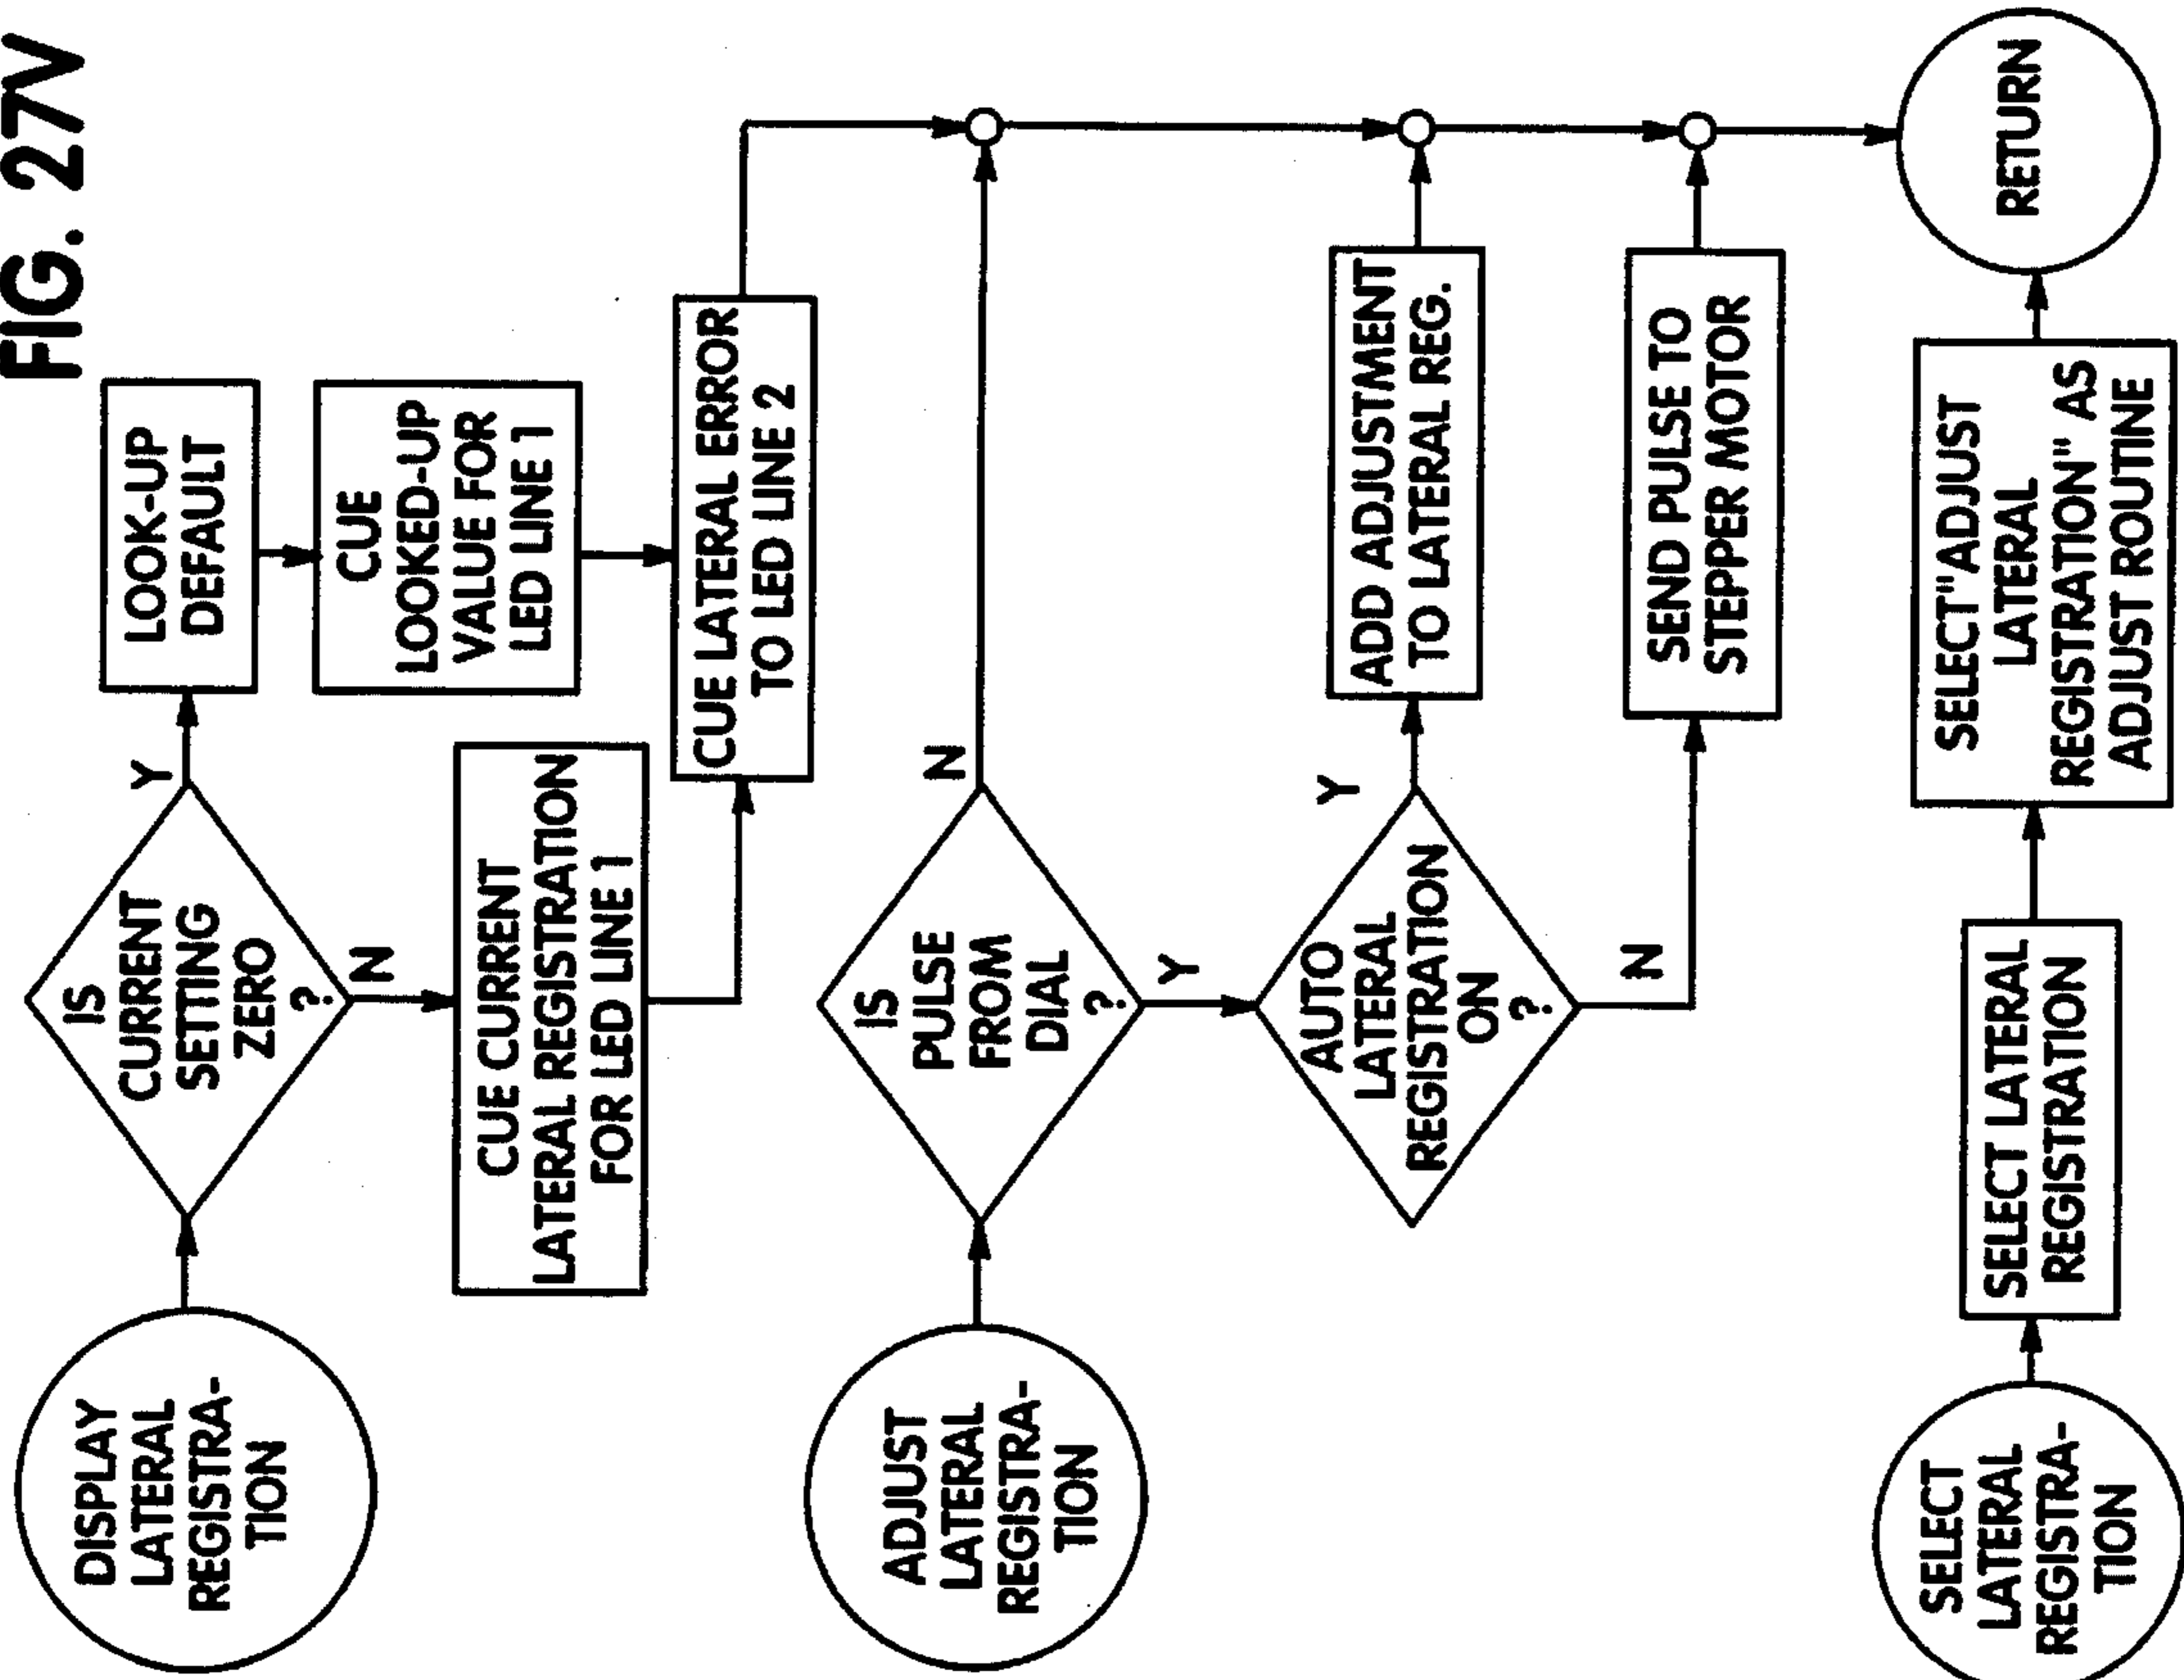 FIG. 27V
DISPLAY
LATERAL
REGISTRA-
TION
IS
CURRENT
SETTING
ZERO
?
Y
N
LOOK-UP
DEFAULT
CUE
LOOKED-UP
VALUE FOR
LED LINE 1
CUE CURRENT
LATERAL REGISTRATION
FOR LED LINE 1
CUE LATERAL ERROR
TO LED LINE 2
ADJUST
LATERAL
REGISTRA-
TION
IS
PULSE
FROM
DIAL
?
N
Y
AUTO
LATERAL
REGISTRATION
ON
?
Y
N
ADD ADJUSTMENT
TO LATERAL REG.
SEND PULSE TO
STEPPER MOTOR
SELECT
LATERAL
REGISTRA-
TION
SELECT LATERAL
REGISTRATION
SELECT "ADJUST
LATERAL
REGISTRATION" AS
ADJUST ROUTINE
RETURN